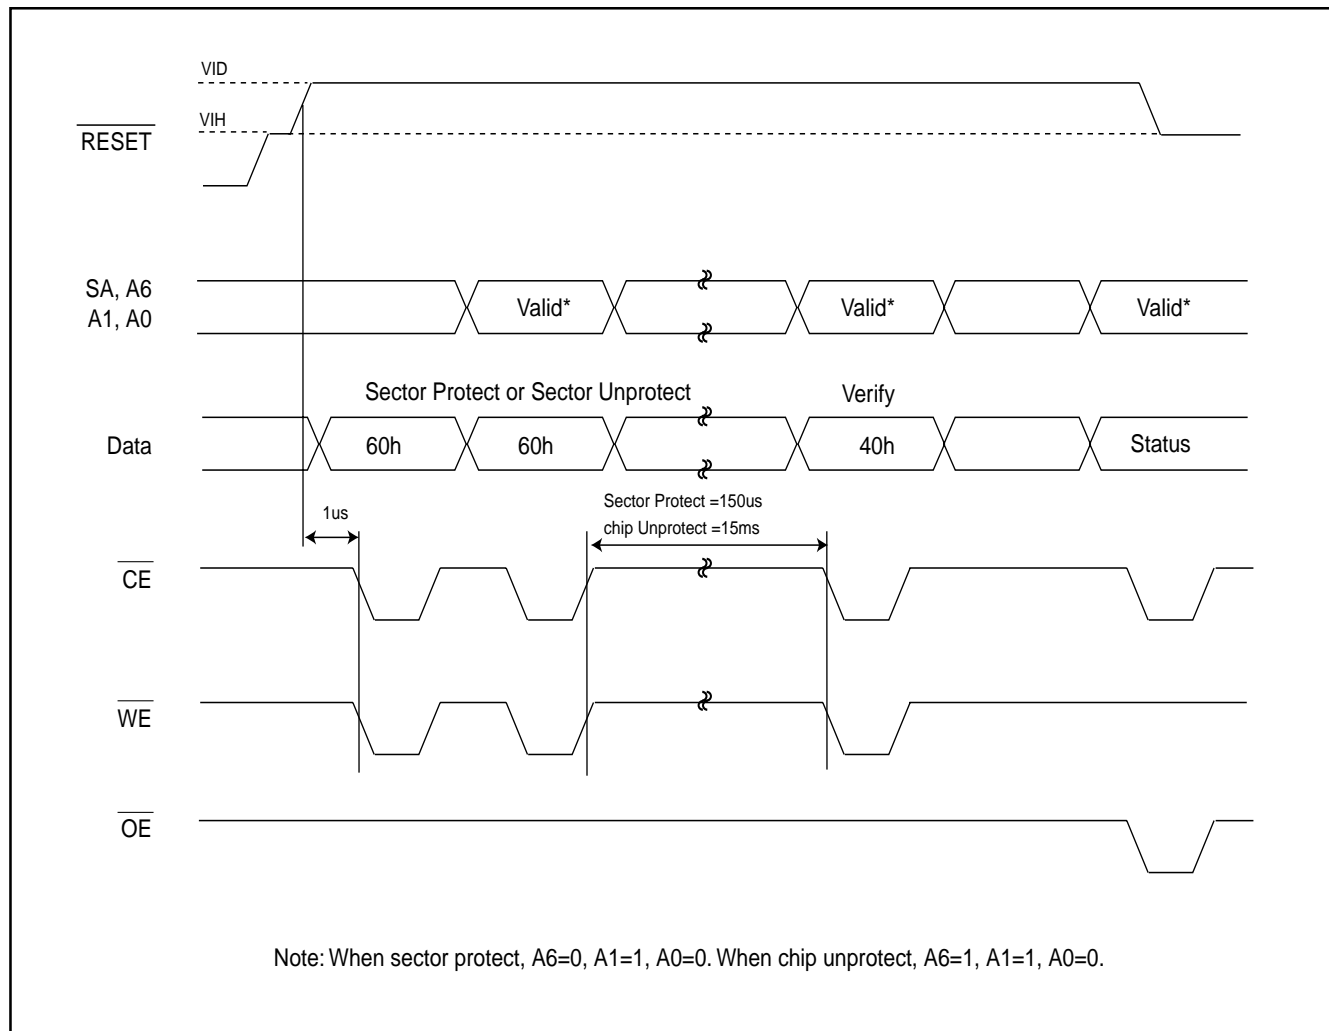 VID
VIH
RESET
SA, A6
A1, A0
Valid*
Valid*
Valid*
Sector Protect or Sector Unprotect
Verify
Data
60h
60h
40h
Status
Sector Protect =150us
chip Unprotect =15ms
1us
CE
WE
OE
Note: When sector protect, A6=0, A1=1, A0=0. When chip unprotect, A6=1, A1=1, A0=0.